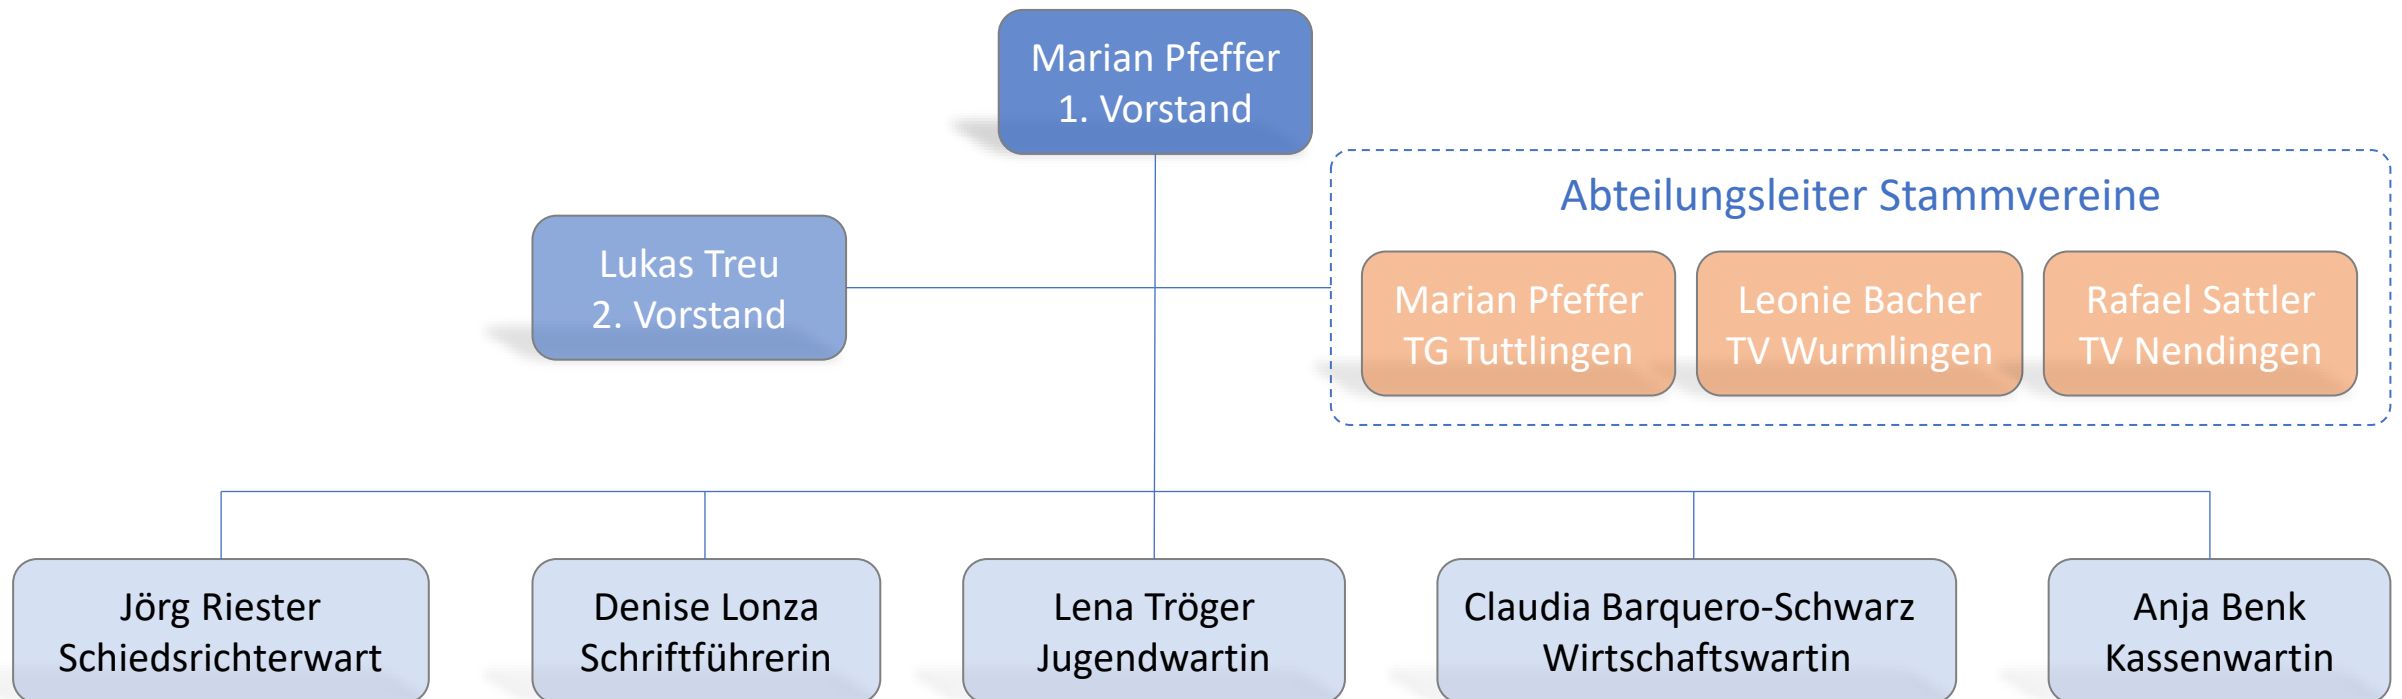 Marian Pfeffer
1. Vorstand
Abteilungsleiter Stammvereine
Lukas Treu
2. Vorstand
Marian Pfeffer
TG Tuttlingen
Leonie Bacher
TV Wurmlingen
Rafael Sattler
TV Nendingen
Jörg Riester
Schiedsrichterwart
Denise Lonza
Schriftführerin
Lena Tröger
Jugendwartin
Claudia Barquero-Schwarz
Wirtschaftswartin
Anja Benk
Kassenwartin